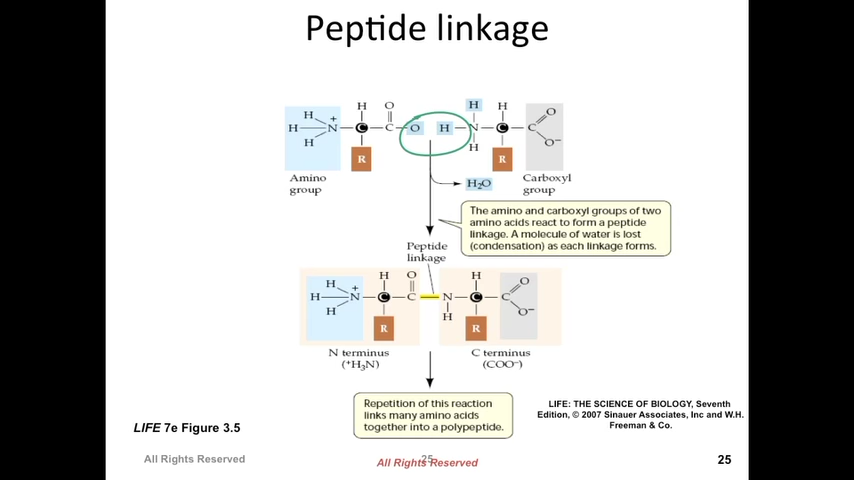 Peptide linkage
H H H O
H O H
H + O H N C C
H N C C O H O⁻
H R H R
Amino
group
H₂O
Carboxyl
group
The amino and carboxyl groups of two
amino acids react to form a peptide
linkage. A molecule of water is lost
(condensation) as each linkage forms.
Peptide
linkage
H H O H O
H + N C C N C C
H H O⁻
R R
N terminus
(⁺H₃N)
C terminus
(COO⁻)
Repetition of this reaction
links many amino acids
together into a polypeptide.
LIFE: THE SCIENCE OF BIOLOGY, Seventh
Edition, © 2007 Sinauer Associates, Inc and W.H.
Freeman & Co.
LIFE 7e Figure 3.5
All Rights Reserved
25
All Rights Reserved
25